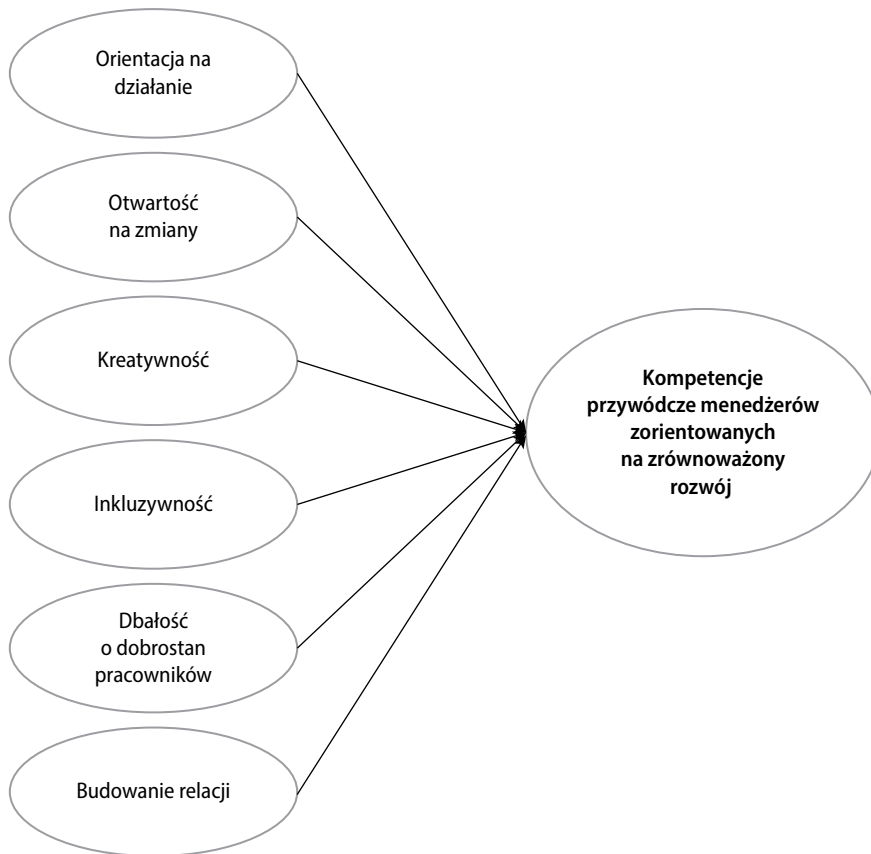 Orientacja na
działanie
Otwartość
na zmiany
Kreatywność
Inkluzywność
Dbałość
o dobrostan
pracowników
Budowanie relacji
Kompetencje
przywódcze menedżerów
zorientowanych
na zrównoważony
rozwój